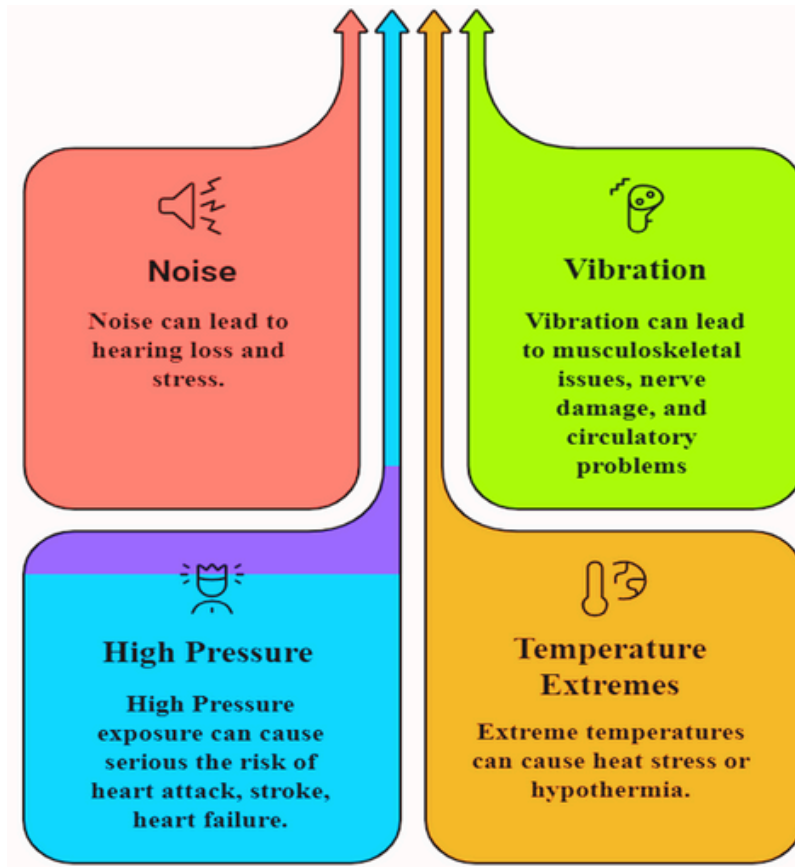 Noise
Noise can lead to
hearing loss and
stress.
Vibration
Vibration can lead
to musculoskeletal
issues, nerve
damage, and
circulatory
problems
High Pressure
High Pressure
exposure can cause
serious the risk of
heart attack, stroke,
heart failure.
Temperature
Extremes
Extreme temperatures
can cause heat stress or
hypothermia.